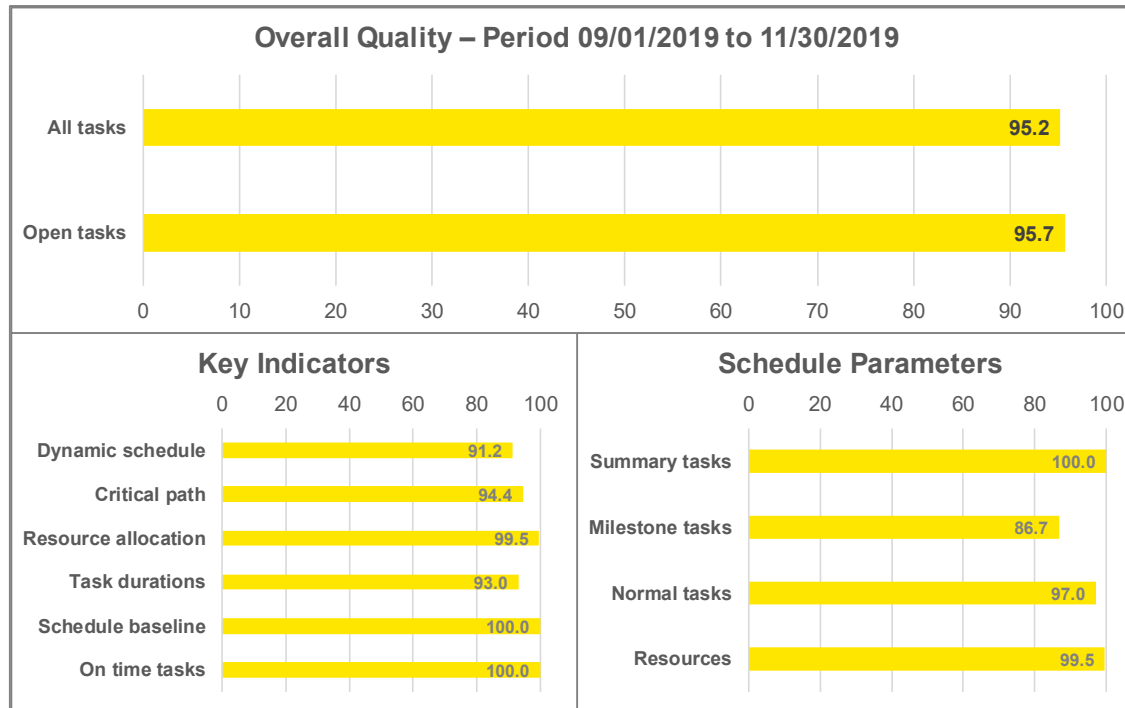 Overall Quality – Period 09/01/2019 to 11/30/2019
All tasks
95.2
Open tasks
95.7
0 10 20 30 40 50 60 70 80 90 100
Key Indicators
0 20 40 60 80 100
Dynamic schedule
91.2
Critical path
94.4
Resource allocation
99.5
Task durations
93.0
Schedule baseline
100.0
On time tasks
100.0
Schedule Parameters
0 20 40 60 80 100
Summary tasks
100.0
Milestone tasks
86.7
Normal tasks
97.0
Resources
99.5